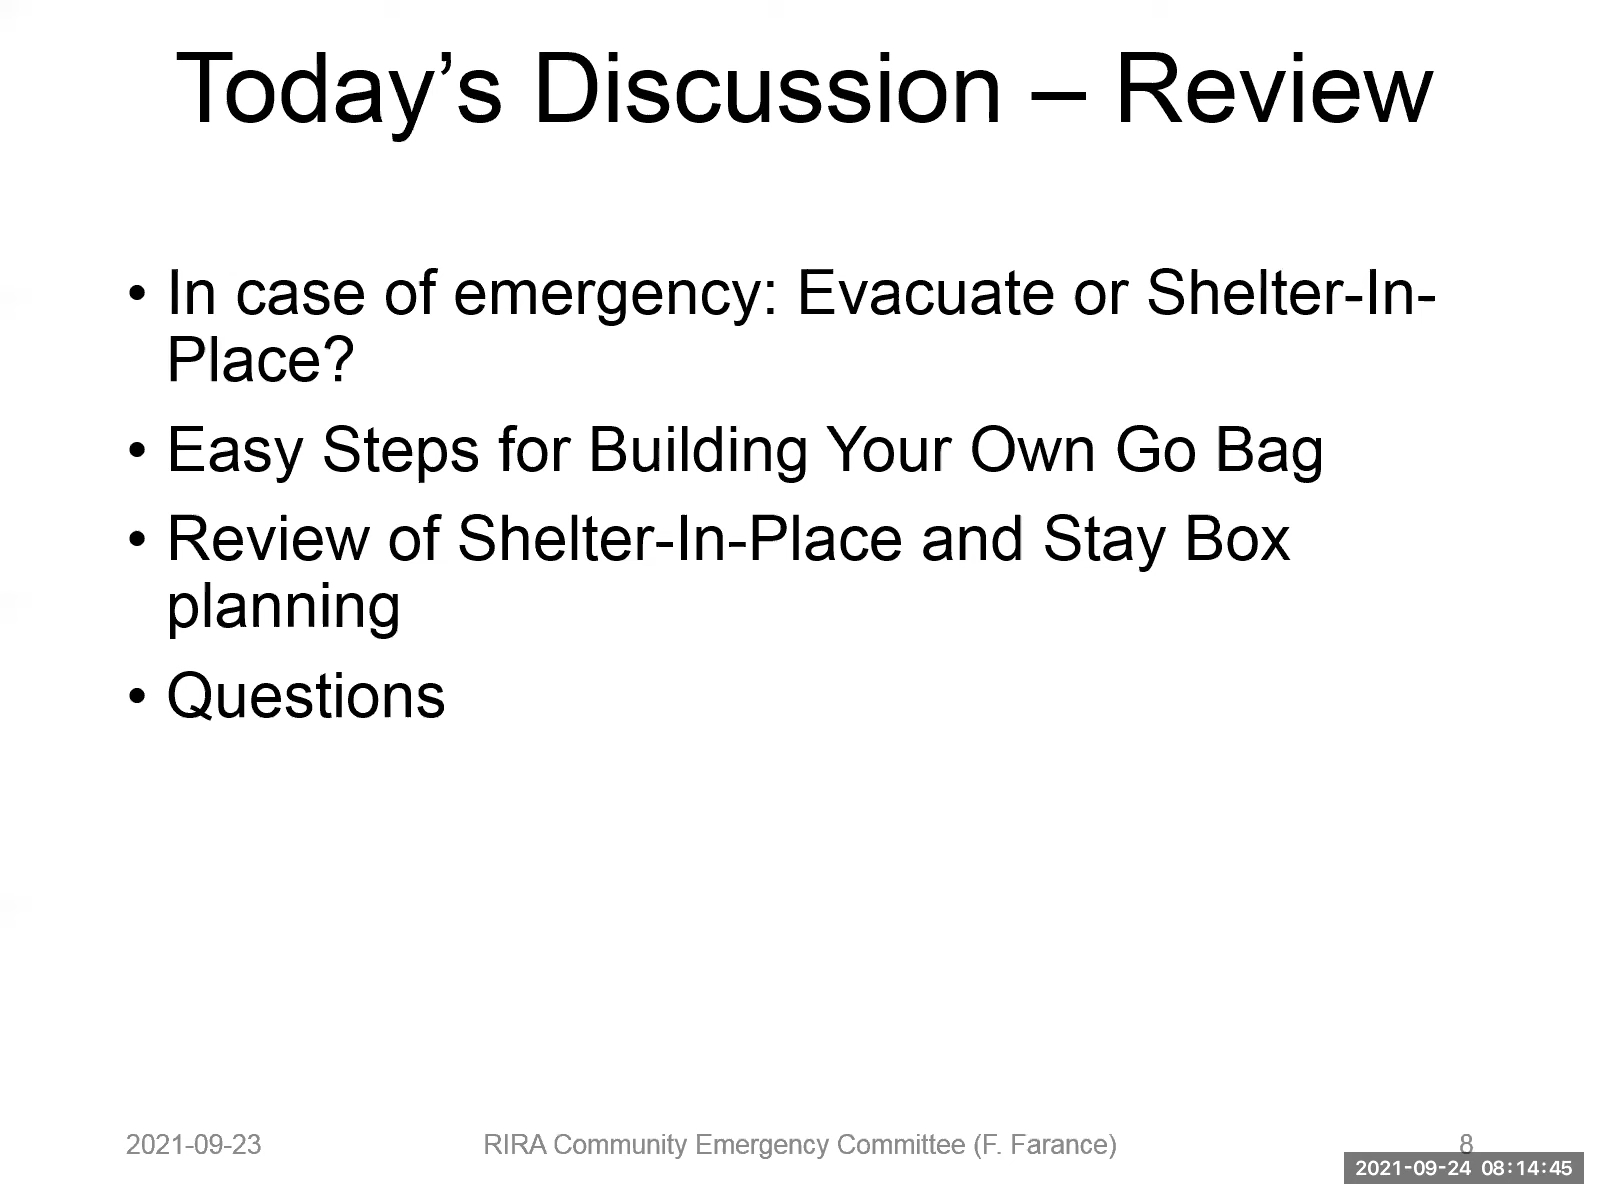 Today’s Discussion – Review
• In case of emergency: Evacuate or Shelter-In-
Place?
• Easy Steps for Building Your Own Go Bag
• Review of Shelter-In-Place and Stay Box
planning
• Questions
2021-09-23 RIRA Community Emergency Committee (F. Farance) 8
2021-09-24 08:14:45